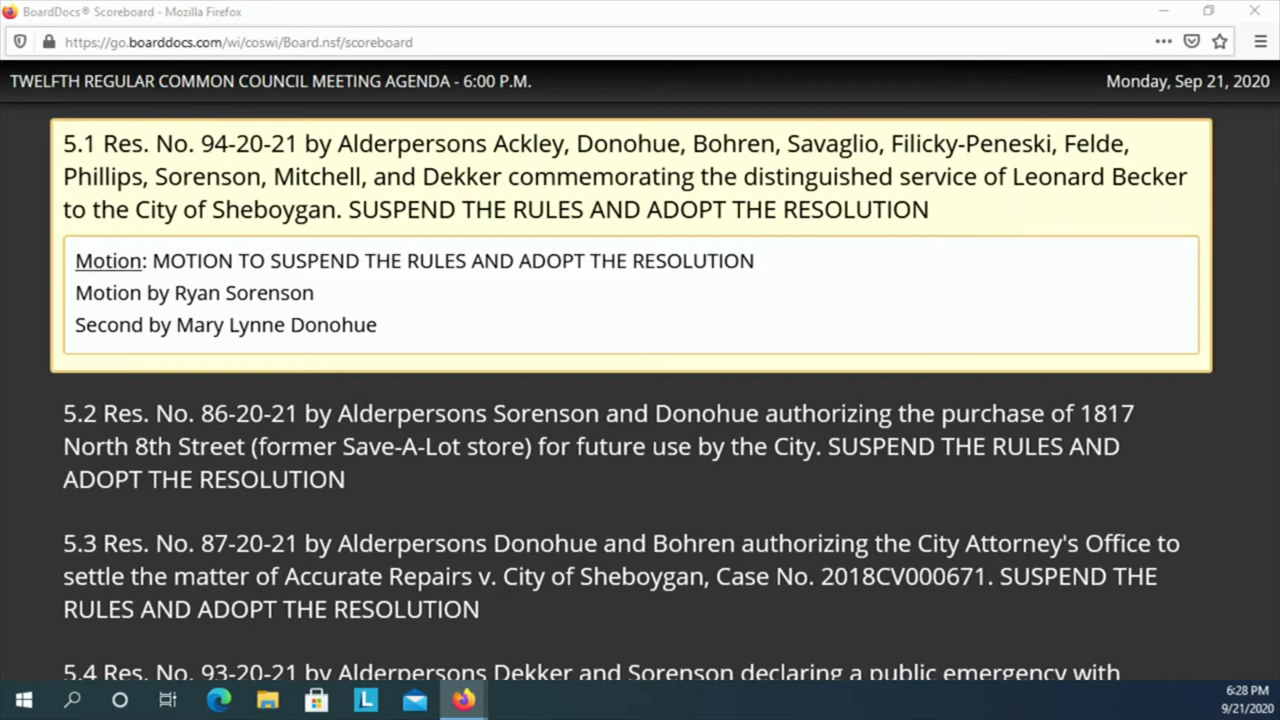 BoardDocs® Scoreboard - Mozilla Firefox
https://go.boarddocs.com/wi/coswi/Board.nsf/scoreboard
TWELFTH REGULAR COMMON COUNCIL MEETING AGENDA - 6:00 P.M. Monday, Sep 21, 2020
5.1 Res. No. 94-20-21 by Alderpersons Ackley, Donohue, Bohren, Savaglio, Filicky-Peneski, Felde,
Phillips, Sorenson, Mitchell, and Dekker commemorating the distinguished service of Leonard Becker
to the City of Sheboygan. SUSPEND THE RULES AND ADOPT THE RESOLUTION
Motion: MOTION TO SUSPEND THE RULES AND ADOPT THE RESOLUTION
Motion by Ryan Sorenson
Second by Mary Lynne Donohue
5.2 Res. No. 86-20-21 by Alderpersons Sorenson and Donohue authorizing the purchase of 1817
North 8th Street (former Save-A-Lot store) for future use by the City. SUSPEND THE RULES AND
ADOPT THE RESOLUTION
5.3 Res. No. 87-20-21 by Alderpersons Donohue and Bohren authorizing the City Attorney's Office to
settle the matter of Accurate Repairs v. City of Sheboygan, Case No. 2018CV000671. SUSPEND THE
RULES AND ADOPT THE RESOLUTION
5.4 Res. No. 93-20-21 by Alderpersons Dekker and Sorenson declaring a public emergency with
L
6:28 PM
9/21/2020